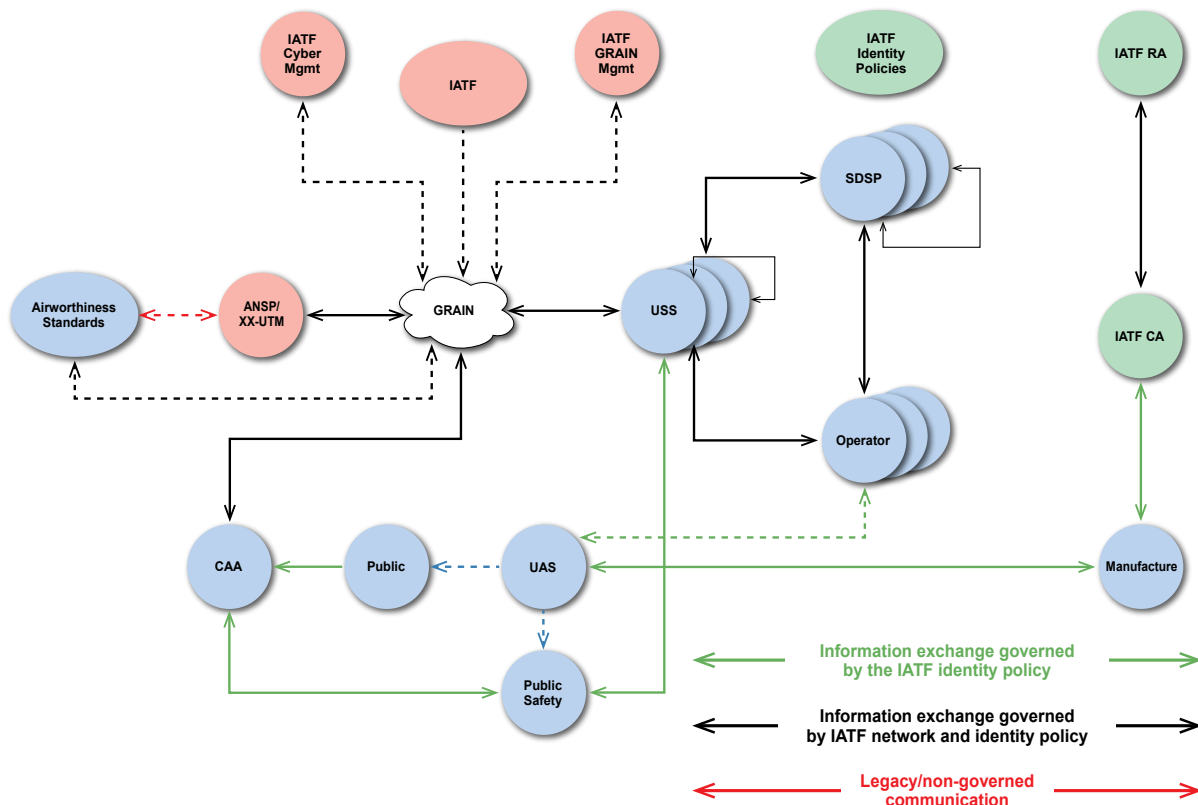 IATF
Cyber
Mgmt
IATF
IATF
GRAIN
Mgmt
IATF
Identity
Policies
IATF RA
SDSP
Airworthiness
Standards
ANSP/
XX-UTM
GRAIN
USS
IATF CA
Operator
CAA
Public
UAS
Manufacture
Public
Safety
Information exchange governed
by the IATF identity policy
Information exchange governed
by IATF network and identity policy
Legacy/non-governed
communication